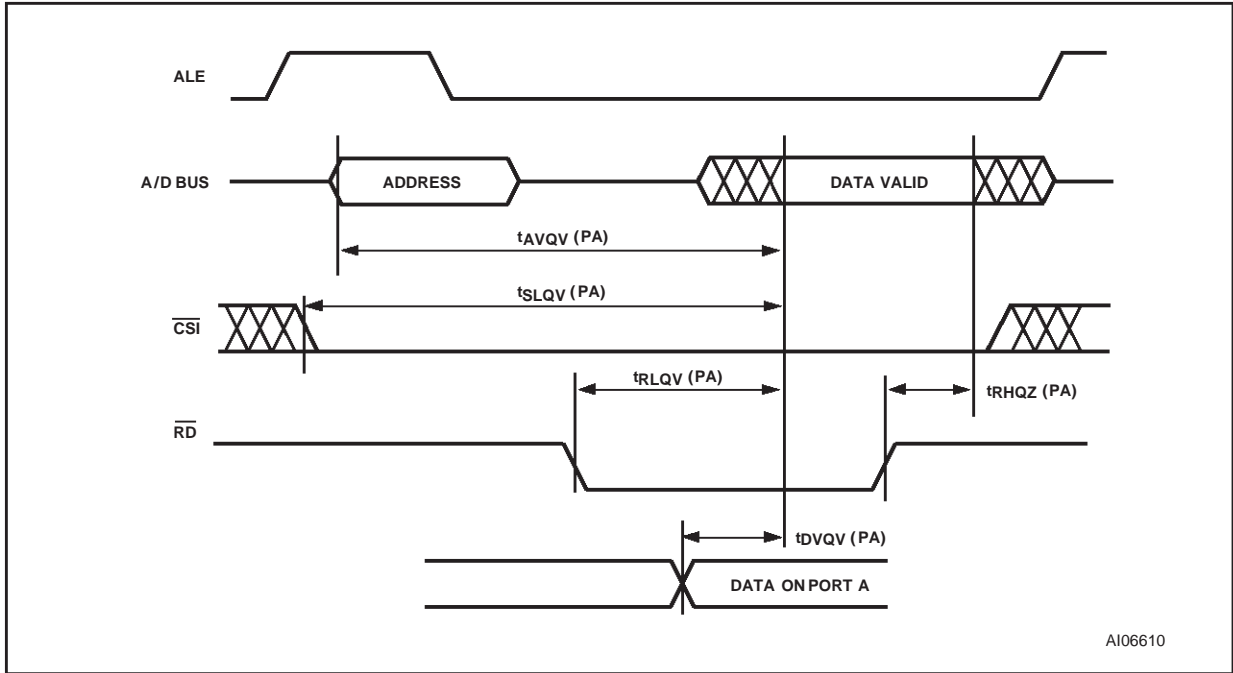 ALE
A/D BUS
ADDRESS
DATA VALID
tAVQV (PA)
tSLQV (PA)
CSI
tRLQV (PA)
tRHQZ (PA)
RD
tDVQV (PA)
DATA ON PORT A
AI06610